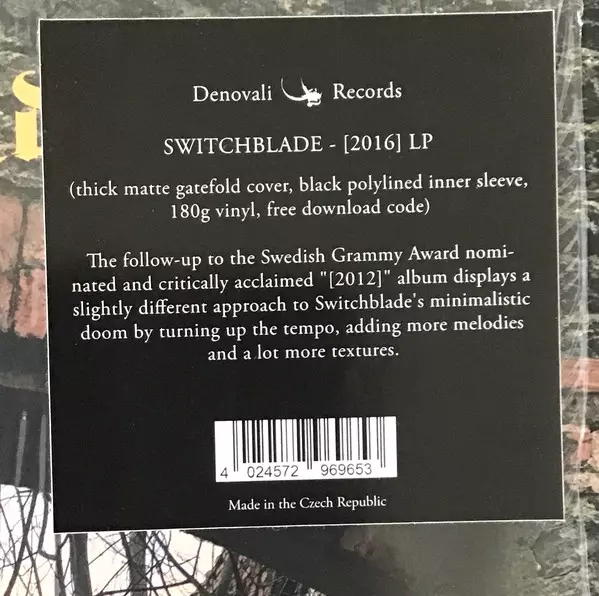 Denovali Records
SWITCHBLADE - [2016] LP
(thick matte gatefold cover, black polylined inner sleeve,
180g vinyl, free download code)
The follow-up to the Swedish Grammy Award nomi-
nated and critically acclaimed "[2012]" album displays a
slightly different approach to Switchblade's minimalistic
doom by turning up the tempo, adding more melodies
and a lot more textures.
4 024572 969653
Made in the Czech Republic